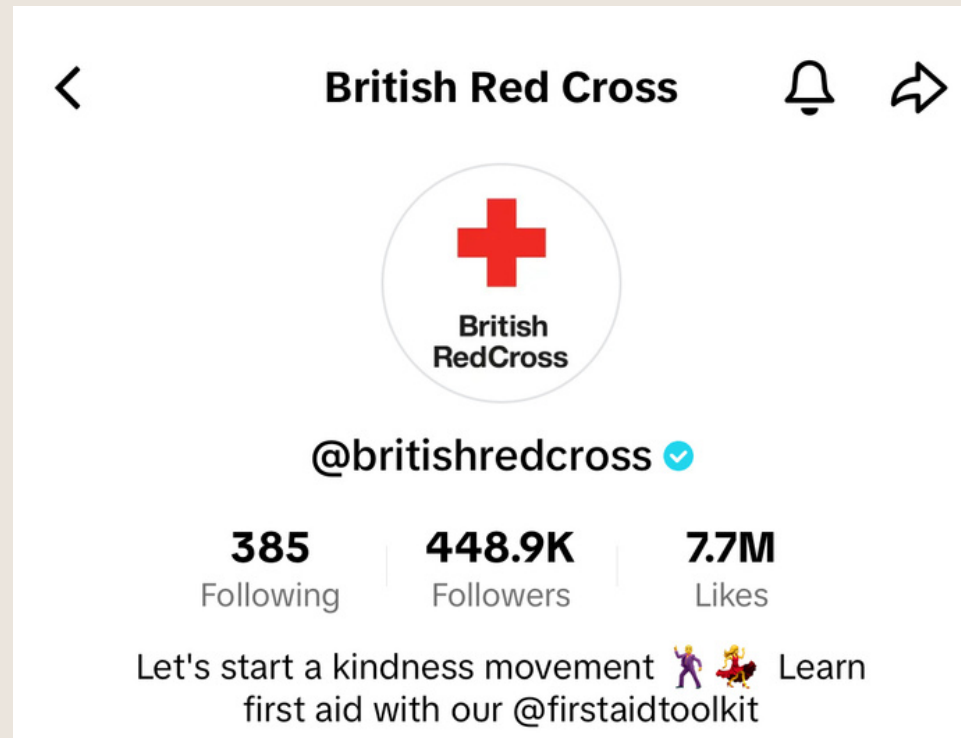 British Red Cross
British
RedCross
@britishredcross
385
448.9K
7.7M
Following
Followers
Likes
Let's start a kindness movement 🕺💃 Learn
first aid with our @firstaidtoolkit